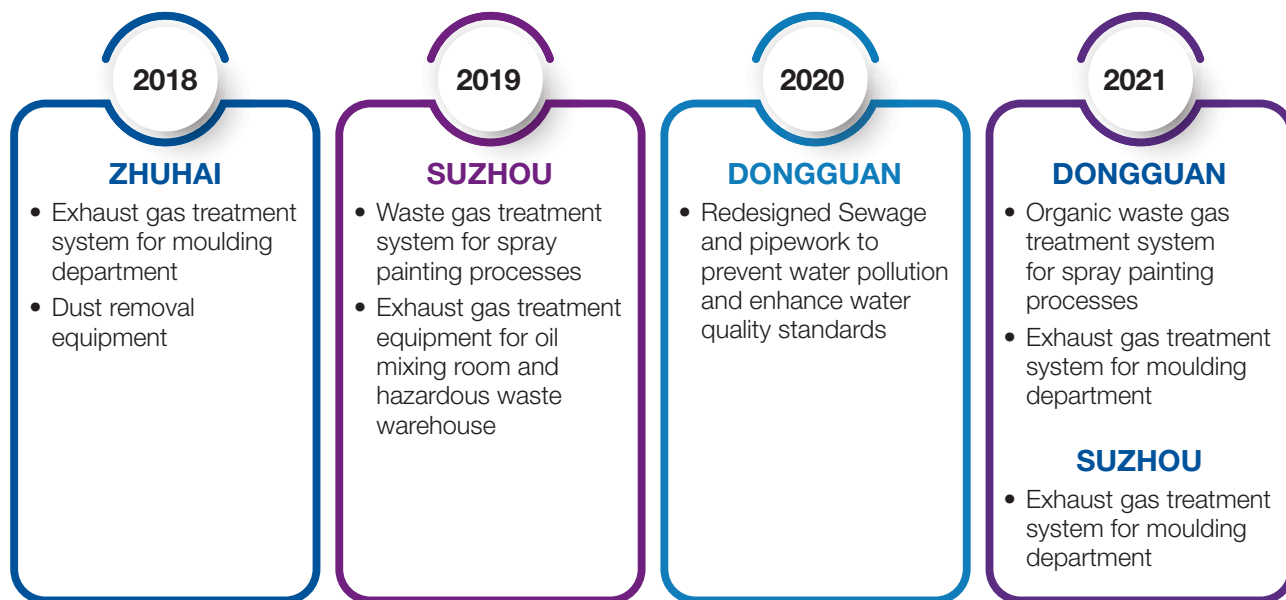 2018
ZHUHAI
• Exhaust gas treatment
system for moulding
department
• Dust removal
equipment
2019
SUZHOU
• Waste gas treatment
system for spray
painting processes
• Exhaust gas treatment
equipment for oil
mixing room and
hazardous waste
warehouse
2020
DONGGUAN
• Redesigned Sewage
and pipework to
prevent water pollution
and enhance water
quality standards
2021
DONGGUAN
• Organic waste gas
treatment system
for spray painting
processes
• Exhaust gas treatment
system for moulding
department
SUZHOU
• Exhaust gas treatment
system for moulding
department